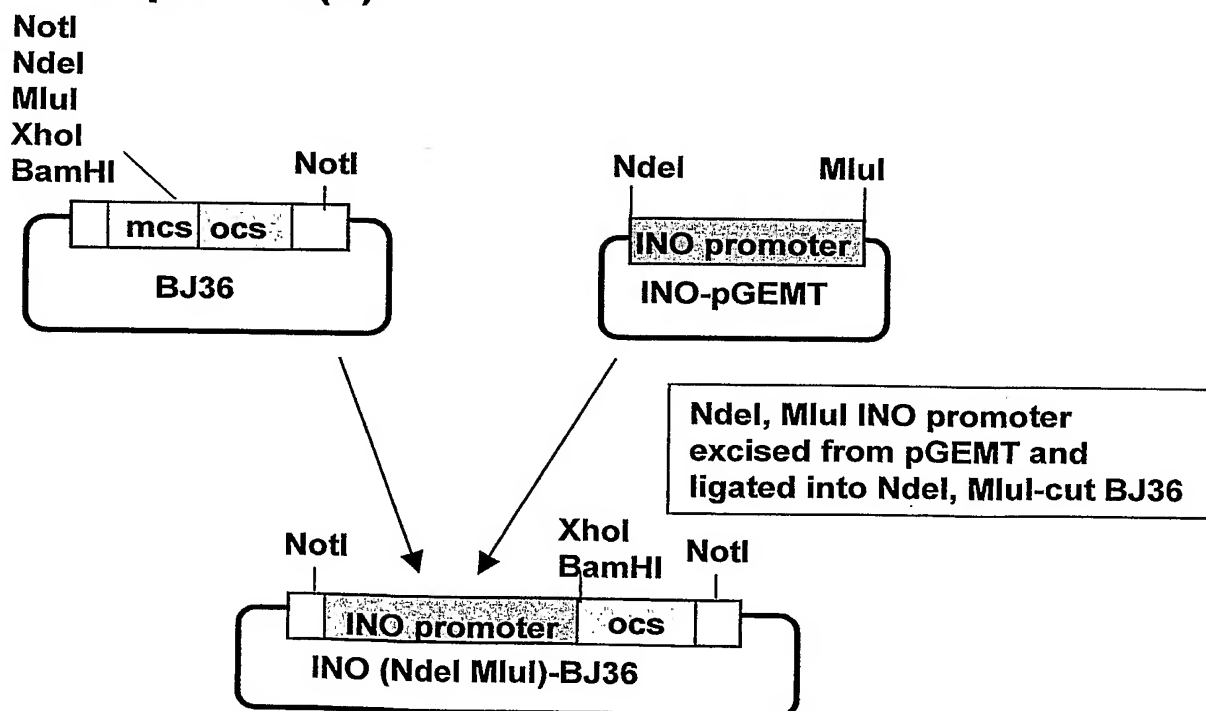 NotI
NdeI
MluI
XhoI
BamHI
NotI
mcs
ocs
BJ36
NdeI
MluI
INO promoter
INO-pGEMT
NdeI, MluI INO promoter
excised from pGEMT and
ligated into NdeI, MluI-cut BJ36
NotI
XhoI
BamHI
NotI
INO promoter
ocs
INO (NdeI MluI)-BJ36